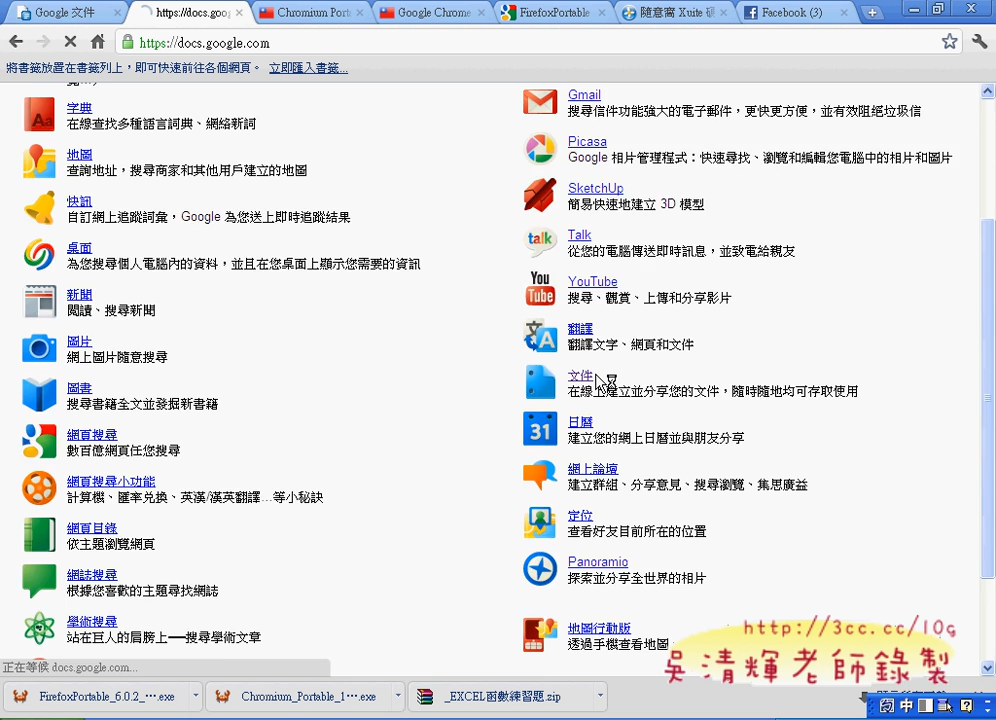 Google 文件
https://docs.goog
Chromium Port
Google Chrome
FirefoxPortable
隨意窩 Xuite 研
Facebook (3)
https://docs.google.com
將書籤放置在書籤列上，即可快速前往各個網頁。 立即匯入書籤...
字典
在線查找多種語言詞典、網絡新詞
地圖
查詢地址，搜尋商家和其他用戶建立的地圖
快訊
自訂網上追蹤詞彙，Google 為您送上即時追蹤結果
桌面
為您搜尋個人電腦內的資料，並且在您桌面上顯示您需要的資訊
新聞
閱讀、搜尋新聞
圖片
網上圖片隨意搜尋
圖書
搜尋書籍全文並發掘新書籍
網頁搜尋
數百億網頁任您搜尋
網頁搜尋小功能
計算機、匯率兌換、英漢/漢英翻譯...等小秘訣
網頁目錄
依主題瀏覽網頁
網誌搜尋
根據您喜歡的主題尋找網誌
學術搜尋
站在巨人的肩膀上──搜尋學術文章
Gmail
搜尋信件功能強大的電子郵件，更快更方便，並有效阻絕垃圾信
Picasa
Google 相片管理程式：快速尋找、瀏覽和編輯您電腦中的相片和圖片
SketchUp
簡易快速地建立 3D 模型
talk
Talk
從您的電腦傳送即時訊息，並致電給親友
You
Tube
YouTube
搜尋、觀賞、上傳和分享影片
翻譯
翻譯文字、網頁和文件
文件
在線上建立並分享您的文件，隨時隨地均可存取使用
31
日曆
建立您的網上日曆並與朋友分享
網上論壇
建立群組、分享意見、搜尋瀏覽、集思廣益
定位
查看好友目前所在的位置
Panoramio
探索並分享全世界的相片
地圖行動版
透過手機查看地圖
http://3cc.cc/10g
吳清輝老師錄製
正在等候 docs.google.com...
FirefoxPortable_6.0.2_....exe
Chromium_Portable_1....exe
_EXCEL函數練習題.zip
中